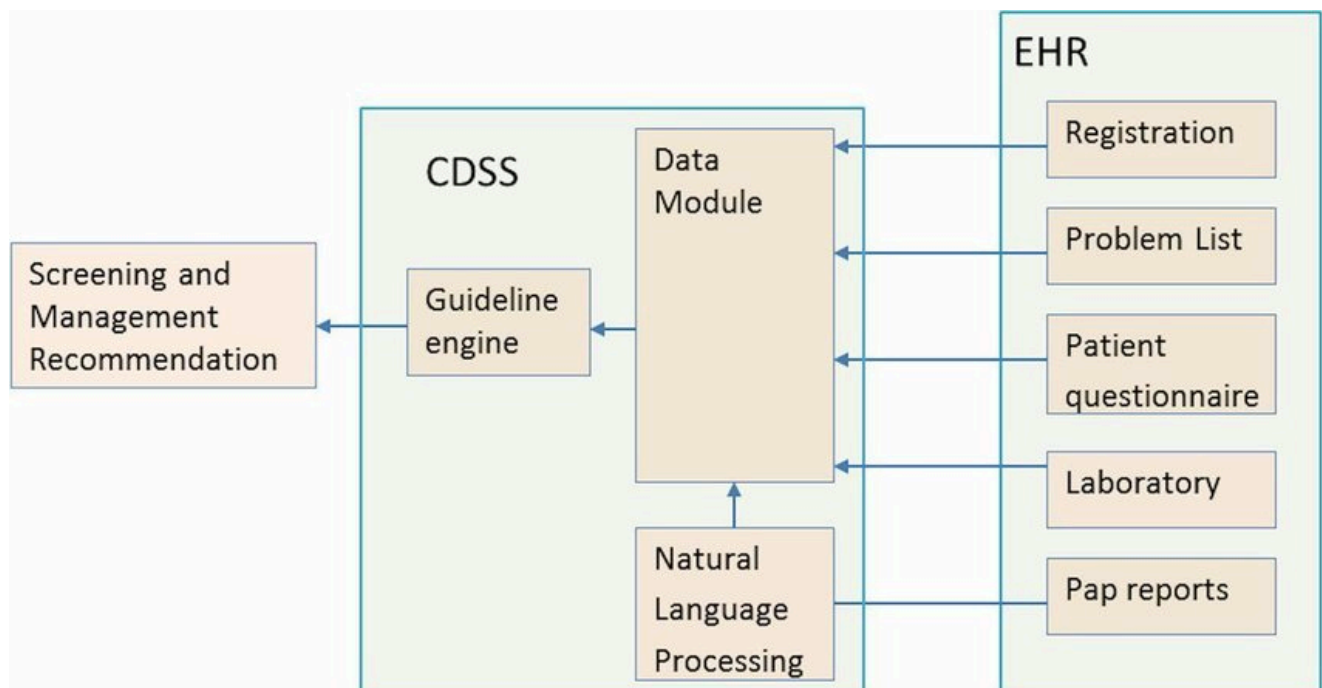 EHR
Registration
CDSS
Data
Module
Problem List
Screening and
Management
Recommendation
Guideline
engine
Patient
questionnaire
Laboratory
Natural
Language
Processing
Pap reports